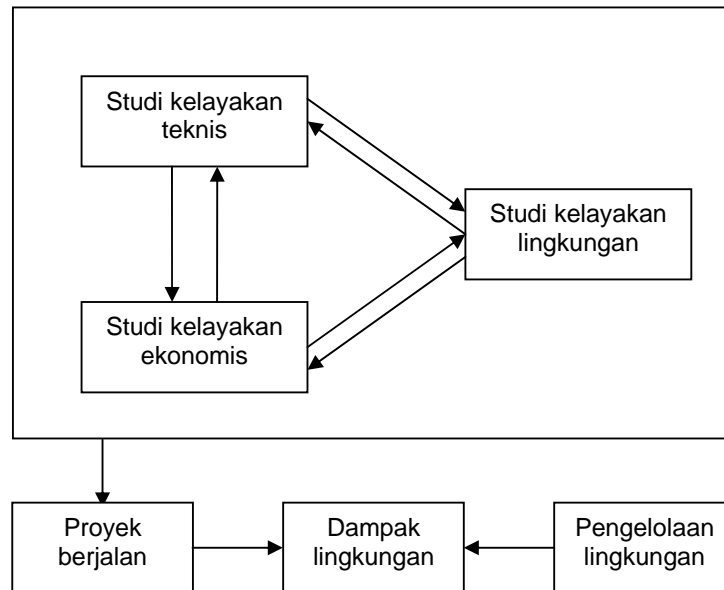 Studi kelayakan
teknis
Studi kelayakan
lingkungan
Studi kelayakan
ekonomis
Proyek
berjalan
Dampak
lingkungan
Pengelolaan
lingkungan